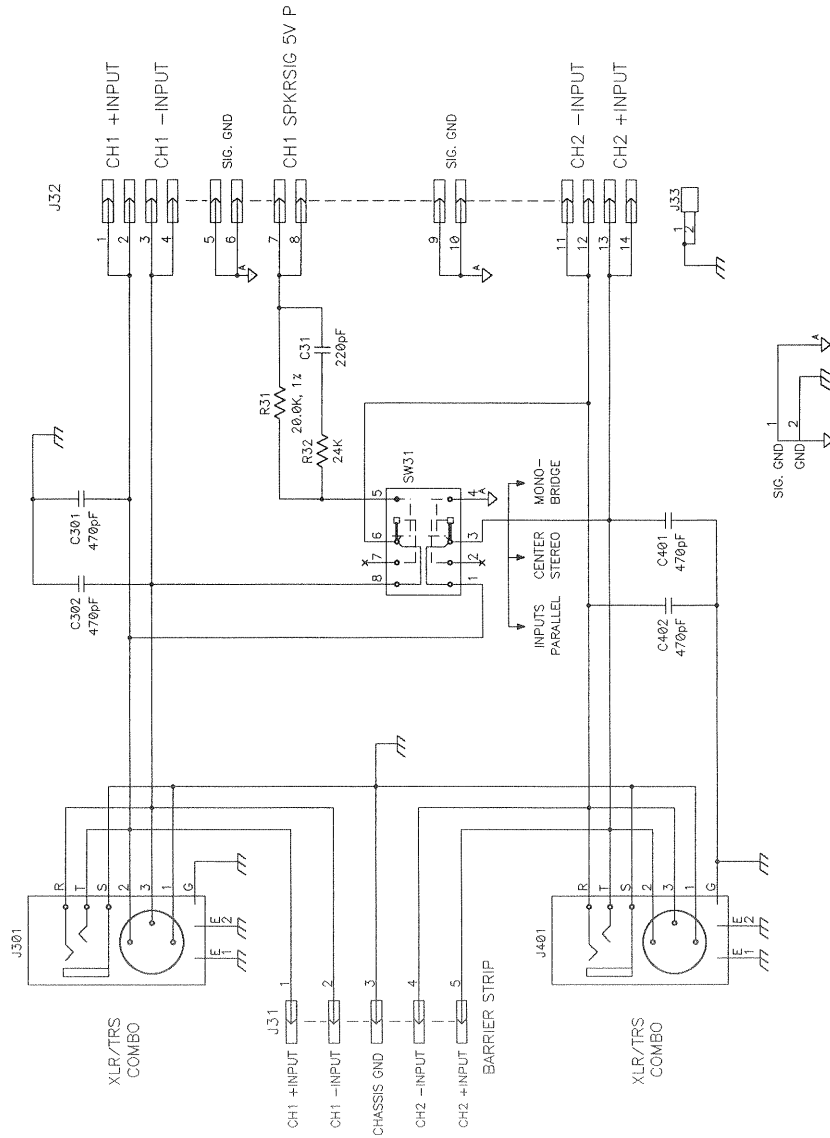 J32
CH1 +INPUT
CH1 -INPUT
SIG. GND
CH1 SPKRSIG 5V P
SIG. GND
CH2 -INPUT
CH2 +INPUT
1
2
3
4
5
6
7
8
9
10
11
12
13
14
A
A
J33
1
2
C301
470pF
C302
470pF
R31
20.0K, 1%
C31
220pF
R32
24K
SW31
5
6
7
8
4
3
2
1
A
MONO-
BRIDGE
CENTER
STEREO
INPUTS
PARALLEL
C401
470pF
C402
470pF
SIG. GND
1
GND
2
A
J301
R
T
S
2
3
1
G
E
1
E
2
XLR/TRS
COMBO
J31
CH1 +INPUT
1
CH1 -INPUT
2
CHASSIS GND
3
CH2 -INPUT
4
CH2 +INPUT
5
BARRIER STRIP
J401
R
T
S
2
3
1
G
E
1
E
2
XLR/TRS
COMBO